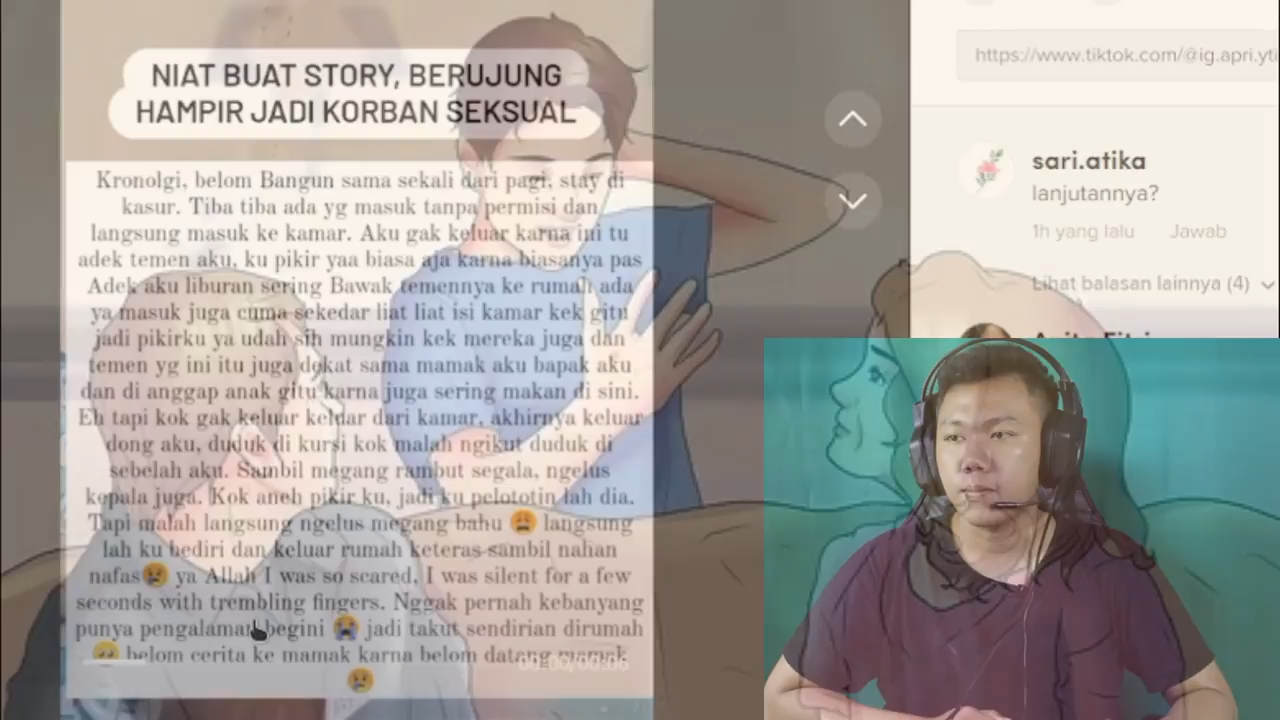 NIAT BUAT STORY, BERUJUNG
HAMPIR JADI KORBAN SEKSUAL
Kronolgi, belom Bangun sama sekali dari pagi, stay di
kasur. Tiba tiba ada yg masuk tanpa permisi dan
langsung masuk ke kamar. Aku gak keluar karna ini tu
adek temen aku, ku pikir yaa biasa aja karna biasanya pas
Adek aku liburan sering Bawak temennya ke rumah ada
ya masuk juga cuma sekedar liat liat isi kamar kek gitu
jadi pikirku ya udah sih mungkin kek mereka juga dan
temen yg ini itu juga dekat sama mamak aku bapak aku
dan di anggap anak gitu karna juga sering makan di sini.
Eh tapi kok gak keluar keluar dari kamar, akhirnya keluar
dong aku, duduk di kursi kok malah ngikut duduk di
sebelah aku. Sambil megang rambut segala, ngelus
kepala juga. Kok aneh pikir ku, jadi ku pelototin lah dia.
Tapi malah langsung ngelus megang bahu 😩 langsung
lah ku bediri dan keluar rumah keteras sambil nahan
nafas😢 ya Allah I was so scared, I was silent for a few
seconds with trembling fingers. Nggak pernah kebanyang
punya pengalaman begini 😭 jadi takut sendirian dirumah
🥺 belom cerita ke mamak karna belom datang mamak
😢
00:00/00:06
https://www.tiktok.com/@ig.apri.yti
sari.atika
lanjutannya?
1h yang lalu Jawab
Lihat balasan lainnya (4)